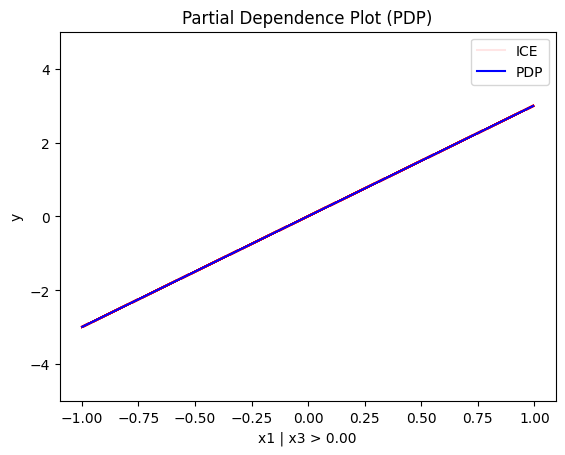 Partial Dependence Plot (PDP)
ICE
PDP
y
4
2
0
−2
−4
−1.00 −0.75 −0.50 −0.25 0.00 0.25 0.50 0.75 1.00
x1 | x3 > 0.00